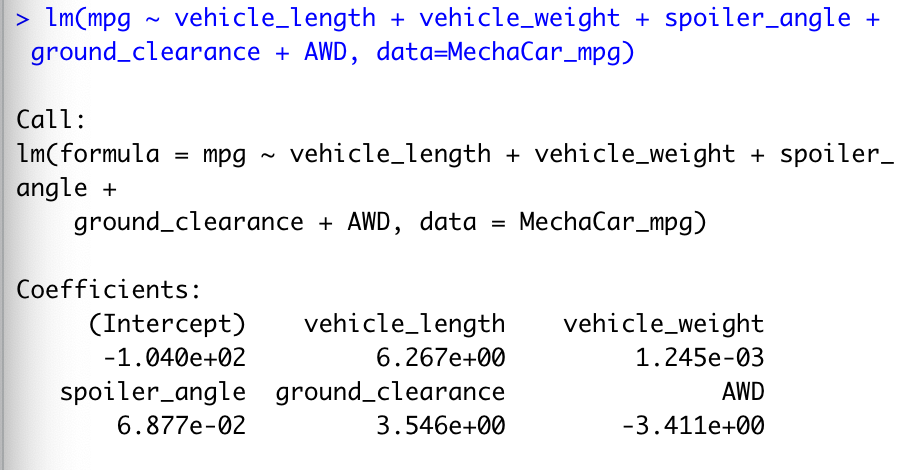 > lm(mpg ~ vehicle_length + vehicle_weight + spoiler_angle +
ground_clearance + AWD, data=MechaCar_mpg)
Call:
lm(formula = mpg ~ vehicle_length + vehicle_weight + spoiler_
angle +
ground_clearance + AWD, data = MechaCar_mpg)
Coefficients:
(Intercept) vehicle_length vehicle_weight
-1.040e+02 6.267e+00 1.245e-03
spoiler_angle ground_clearance AWD
6.877e-02 3.546e+00 -3.411e+00